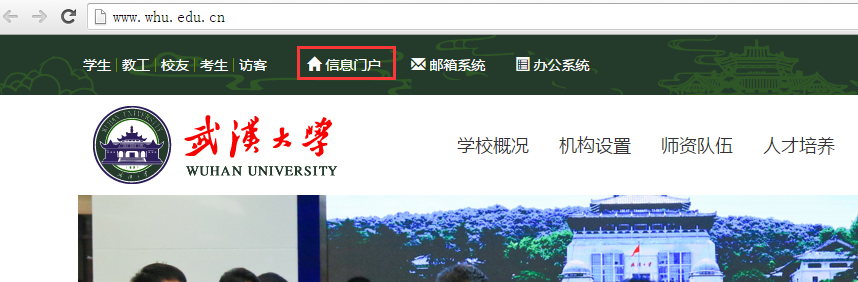 www.whu.edu.cn
学生 | 教工 | 校友 | 考生 | 访客 信息门户 邮箱系统 办公系统
武汉大学
WUHAN UNIVERSITY
学校概况 机构设置 师资队伍 人才培养